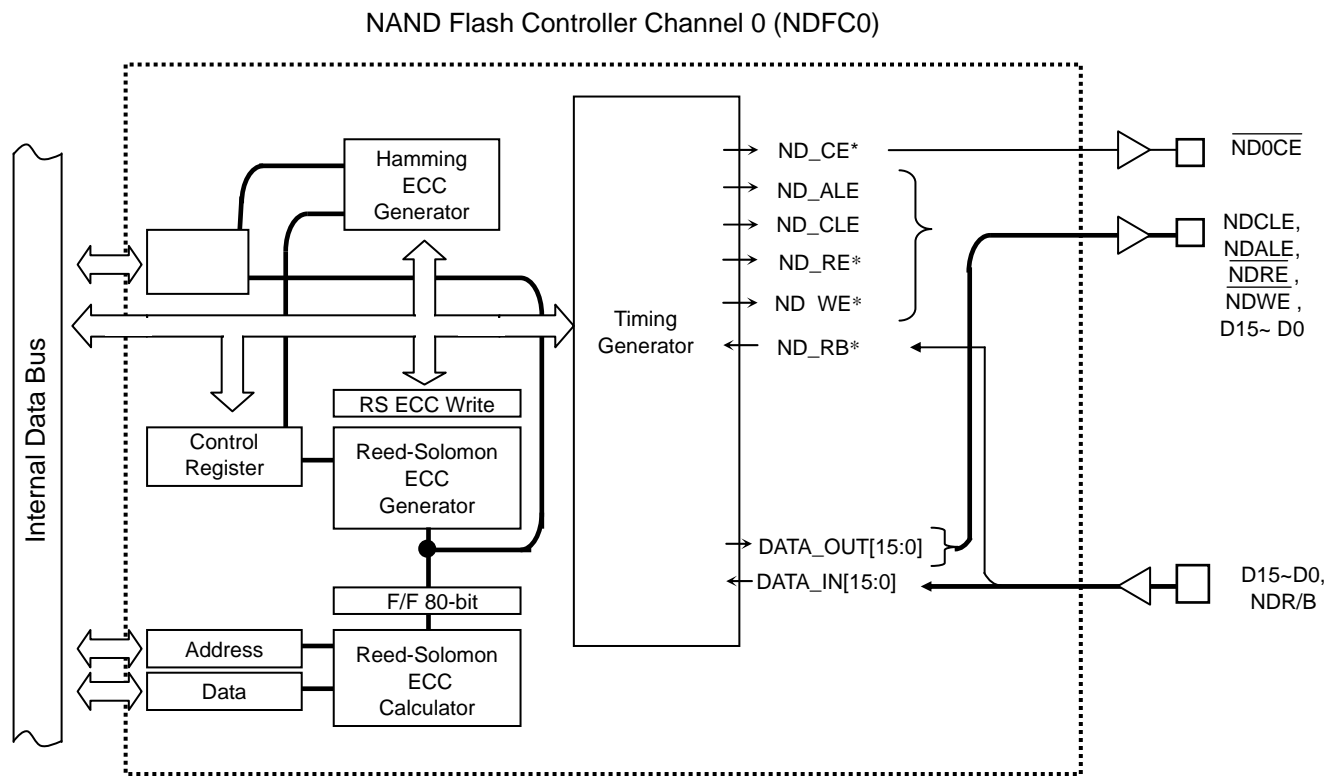 NAND Flash Controller Channel 0 (NDFC0)
Internal Data Bus
Hamming
ECC
Generator
Control
Register
RS ECC Write
Reed-Solomon
ECC
Generator
F/F 80-bit
Address
Data
Reed-Solomon
ECC
Calculator
Timing
Generator
ND_CE*
ND_ALE
ND_CLE
ND_RE*
ND WE*
ND_RB*
DATA_OUT[15:0]
DATA_IN[15:0]
ND0CE
NDCLE,
NDALE,
NDRE,
NDWE,
D15~ D0
D15~D0,
NDR/B